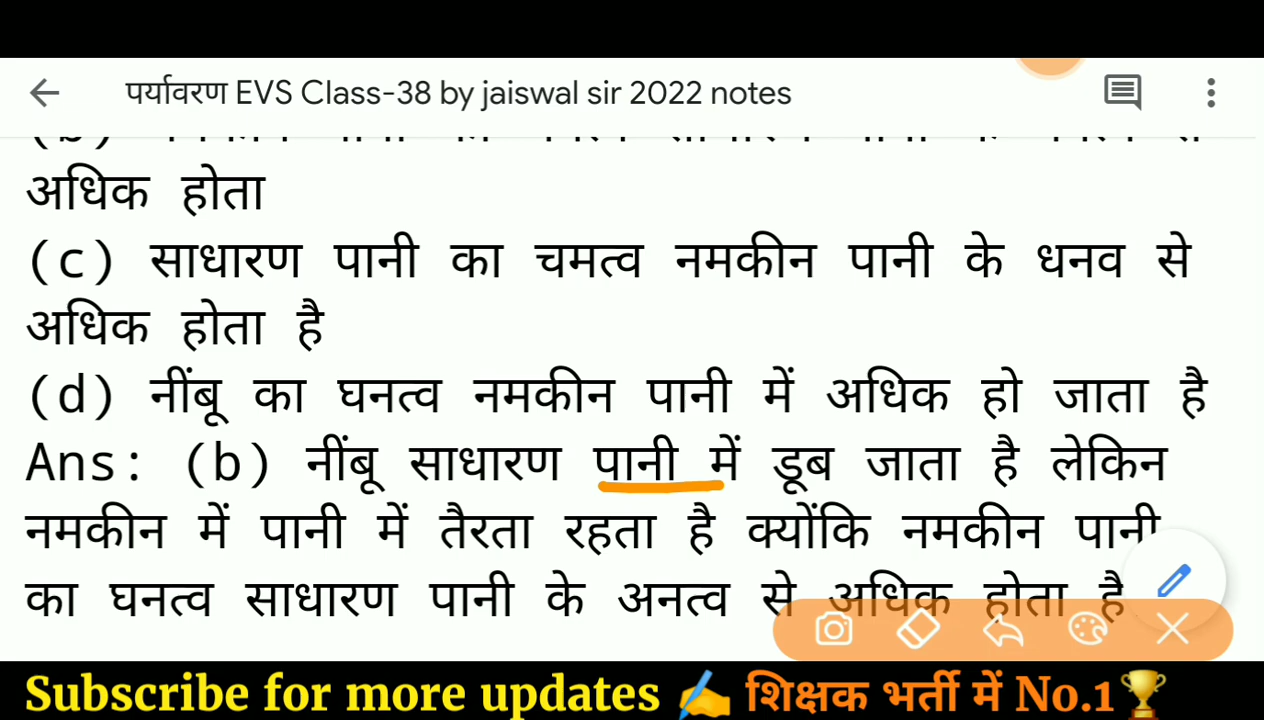 पर्यावरण EVS Class-38 by jaiswal sir 2022 notes
(b)
अधिक होता
(c) साधारण पानी का चमत्व नमकीन पानी के धनव से
अधिक होता है
(d) नींबू का घनत्व नमकीन पानी में अधिक हो जाता है
Ans: (b) नींबू साधारण पानी में डूब जाता है लेकिन
नमकीन में पानी में तैरता रहता है क्योंकि नमकीन पानी
का घनत्व साधारण पानी के अनत्व से अधिक होता है
Subscribe for more updates ✍️ शिक्षक भर्ती में No.1🏆